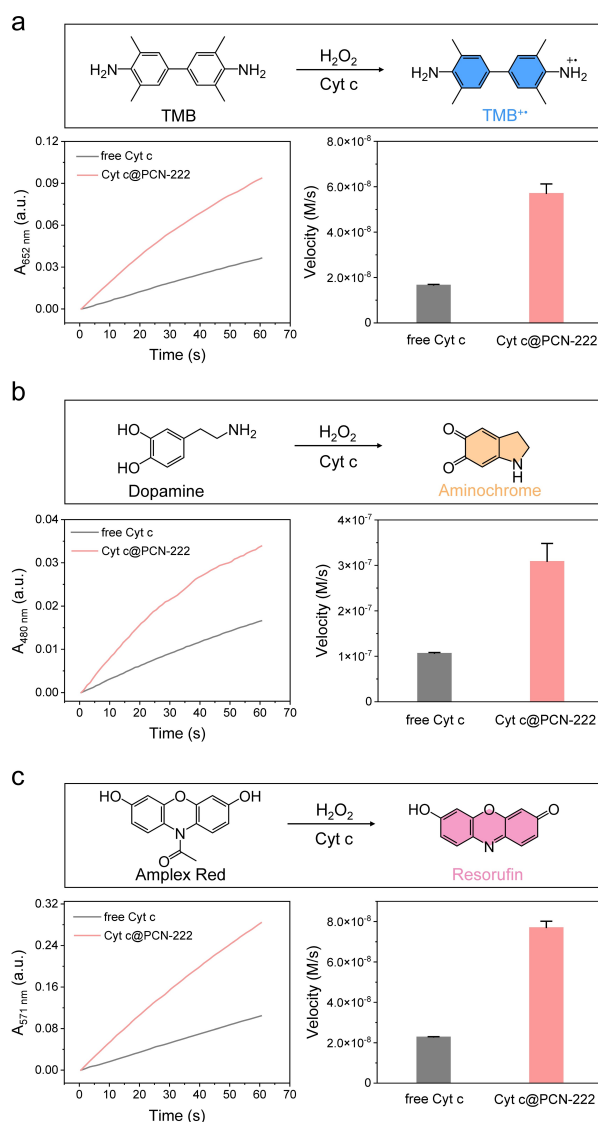 a
H₂N
NH₂
TMB
H₂O₂
Cyt c
H₂N
+•
NH₂
TMB⁺•
free Cyt c
Cyt c@PCN-222
0.12
0.09
0.06
0.03
0.00
A₆₅₂ ₙₘ (a.u.)
0 10 20 30 40 50 60 70
Time (s)
8.0×10⁻⁸
6.0×10⁻⁸
4.0×10⁻⁸
2.0×10⁻⁸
0
Velocity (M/s)
free Cyt c Cyt c@PCN-222
b
HO
HO
NH₂
Dopamine
H₂O₂
Cyt c
O
O
N
H
Aminochrome
free Cyt c
Cyt c@PCN-222
0.04
0.03
0.02
0.01
0.00
A₄₈₀ ₙₘ (a.u.)
0 10 20 30 40 50 60 70
Time (s)
4×10⁻⁷
3×10⁻⁷
2×10⁻⁷
1×10⁻⁷
0
Velocity (M/s)
free Cyt c Cyt c@PCN-222
c
HO
O
OH
N
O
Amplex Red
H₂O₂
Cyt c
HO
O
O
N
Resorufin
free Cyt c
Cyt c@PCN-222
0.32
0.24
0.16
0.08
0.00
A₅₇₁ ₙₘ (a.u.)
0 10 20 30 40 50 60 70
Time (s)
8.0×10⁻⁸
6.0×10⁻⁸
4.0×10⁻⁸
2.0×10⁻⁸
0
Velocity (M/s)
free Cyt c Cyt c@PCN-222